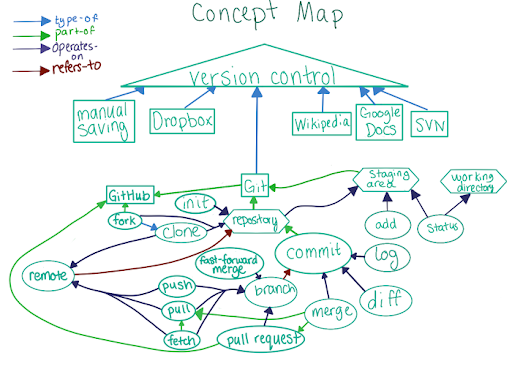 Concept Map
type-of
part-of
operates-
on
refers-to
version control
manual
saving
Dropbox
Wikipedia
Google
Docs
SVN
GitHub
Git
Staging
area
working
directory
init
fork
clone
repository
add
Status
commit
log
remote
fast-forward
merge
push
branch
diff
pull
merge
fetch
pull request